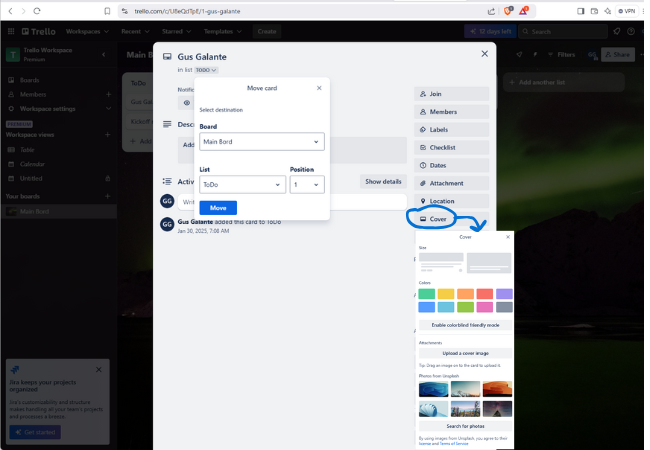 trello.com/c/U8eQdTpE/1-gus-galante
VPN
Trello
Workspaces
Recent
Starred
Templates
Create
12 days left
Search
Trello Workspace
Premium
Main B
Filters
Share
Boards
Members
Workspace settings
PREMIUM
Workspace views
Table
Calendar
Untitled
Your boards
Main Bord
ToDo
Gus Gal
Kickoff
Add
Add another list
Gus Galante
in list TODO
Notific
Descr
Add
Activ
Show details
GG
Writ
GG
Gus Galante added this card to ToDo
Jan 30, 2025, 7:08 AM
Move card
Select destination
Board
Main Bord
List
Position
ToDo
1
Move
Join
Members
Labels
Checklist
Dates
Attachment
Location
Cover
Cover
Size
Colors
Enable colorblind friendly mode
Attachments
Upload a cover image
Tip: Drag an image on to the card to upload it.
Photos from Unsplash
Search for photos
By using images from Unsplash, you agree to their
license and Terms of Service
Jira keeps your projects
organized
Jira's customizability and structure
makes handling all your team's projects
and processes a breeze.
Get started